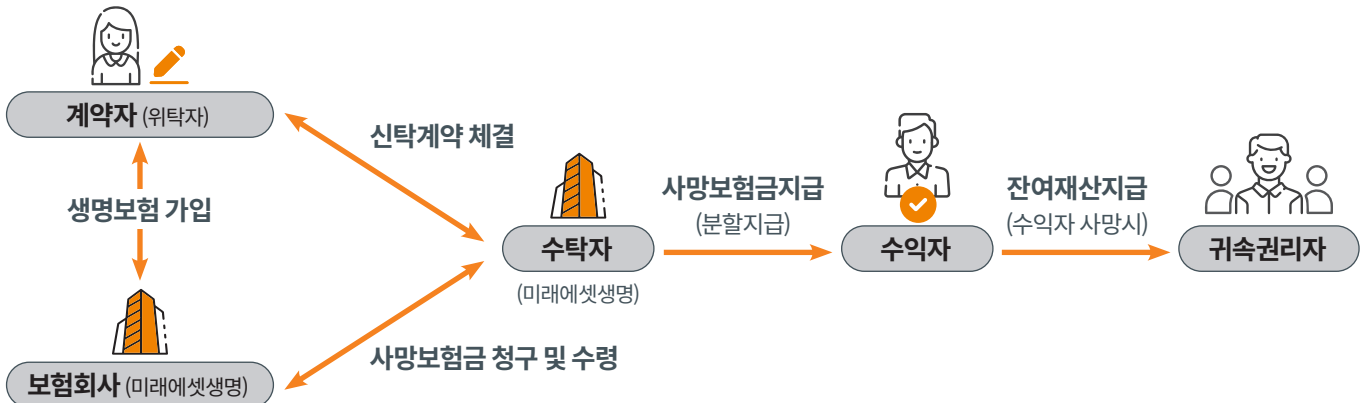 계약자 (위탁자)
생명보험 가입
보험회사 (미래에셋생명)
신탁계약 체결
사망보험금 청구 및 수령
수탁자
(미래에셋생명)
사망보험금지급
(분할지급)
수익자
잔여재산지급
(수익자 사망시)
귀속권리자